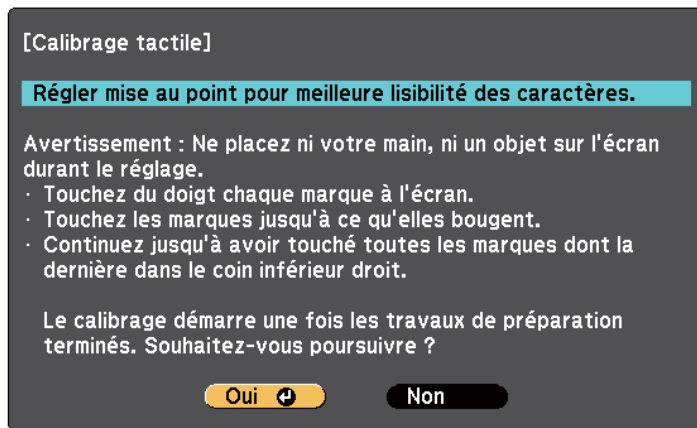 [Calibrage tactile]
Régler mise au point pour meilleure lisibilité des caractères.
Avertissement : Ne placez ni votre main, ni un objet sur l'écran
durant le réglage.
· Touchez du doigt chaque marque à l'écran.
· Touchez les marques jusqu'à ce qu'elles bougent.
· Continuez jusqu'à avoir touché toutes les marques dont la
dernière dans le coin inférieur droit.
Le calibrage démarre une fois les travaux de préparation
terminés. Souhaitez-vous poursuivre ?
Oui Non